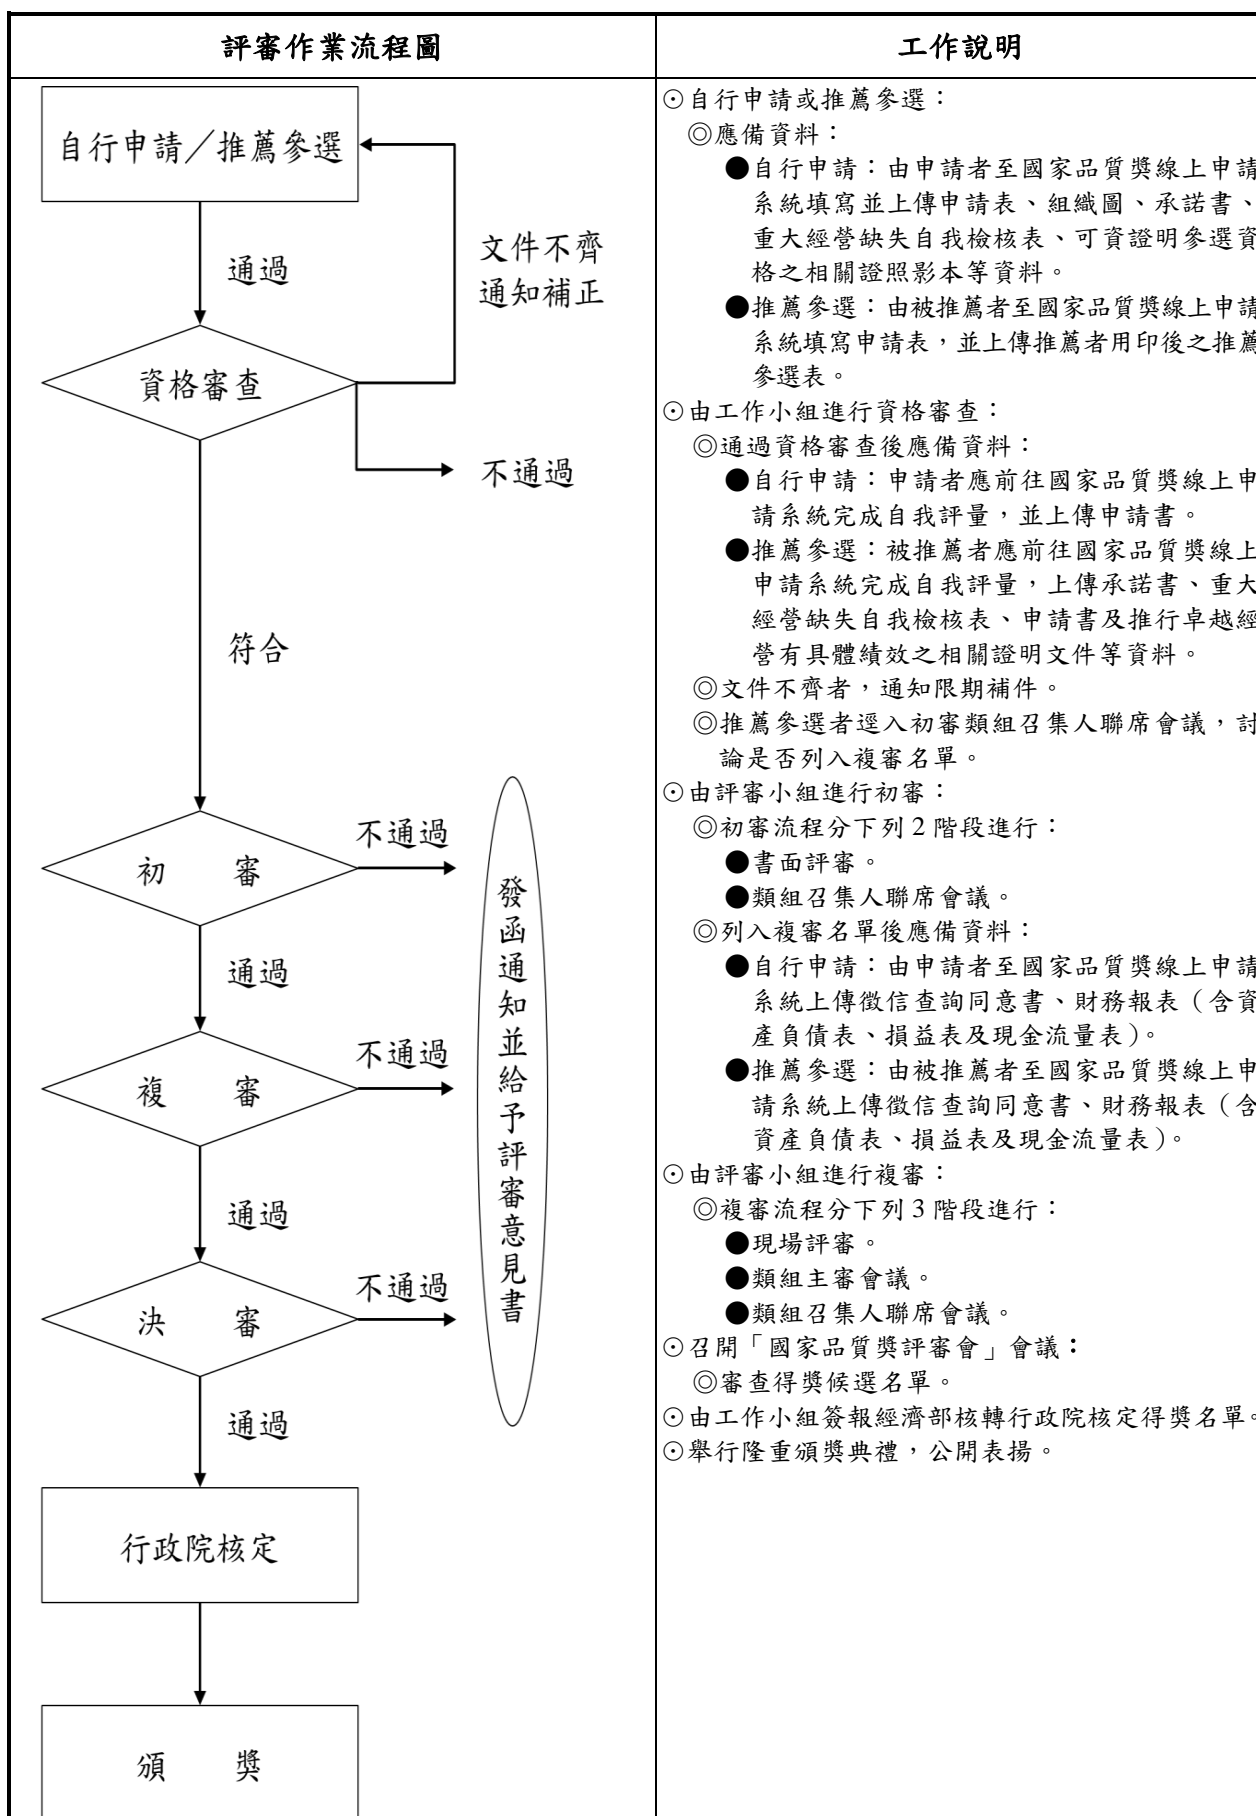 評審作業流程圖
自行申請／推薦參選
文件不齊
通知補正
通過
資格審查
不通過
符合
不通過
初　審
通過
不通過
複　審
通過
不通過
決　審
通過
發函通知並給予評審意見書
行政院核定
頒　獎
工作說明
⊙自行申請或推薦參選：
◎應備資料：
●自行申請：由申請者至國家品質獎線上申請
系統填寫並上傳申請表、組織圖、承諾書、
重大經營缺失自我檢核表、可資證明參選資
格之相關證照影本等資料。
●推薦參選：由被推薦者至國家品質獎線上申請
系統填寫申請表，並上傳推薦者用印後之推薦
參選表。
⊙由工作小組進行資格審查：
◎通過資格審查後應備資料：
●自行申請：申請者應前往國家品質獎線上申
請系統完成自我評量，並上傳申請書。
●推薦參選：被推薦者應前往國家品質獎線上
申請系統完成自我評量，上傳承諾書、重大
經營缺失自我檢核表、申請書及推行卓越經
營有具體績效之相關證明文件等資料。
◎文件不齊者，通知限期補件。
◎推薦參選者逕入初審類組召集人聯席會議，討
論是否列入複審名單。
⊙由評審小組進行初審：
◎初審流程分下列2階段進行：
●書面評審。
●類組召集人聯席會議。
◎列入複審名單後應備資料：
●自行申請：由申請者至國家品質獎線上申請
系統上傳徵信查詢同意書、財務報表（含資
產負債表、損益表及現金流量表）。
●推薦參選：由被推薦者至國家品質獎線上申
請系統上傳徵信查詢同意書、財務報表（含
資產負債表、損益表及現金流量表）。
⊙由評審小組進行複審：
◎複審流程分下列3階段進行：
●現場評審。
●類組主審會議。
●類組召集人聯席會議。
⊙召開「國家品質獎評審會」會議：
◎審查得獎候選名單。
⊙由工作小組簽報經濟部核轉行政院核定得獎名單。
⊙舉行隆重頒獎典禮，公開表揚。